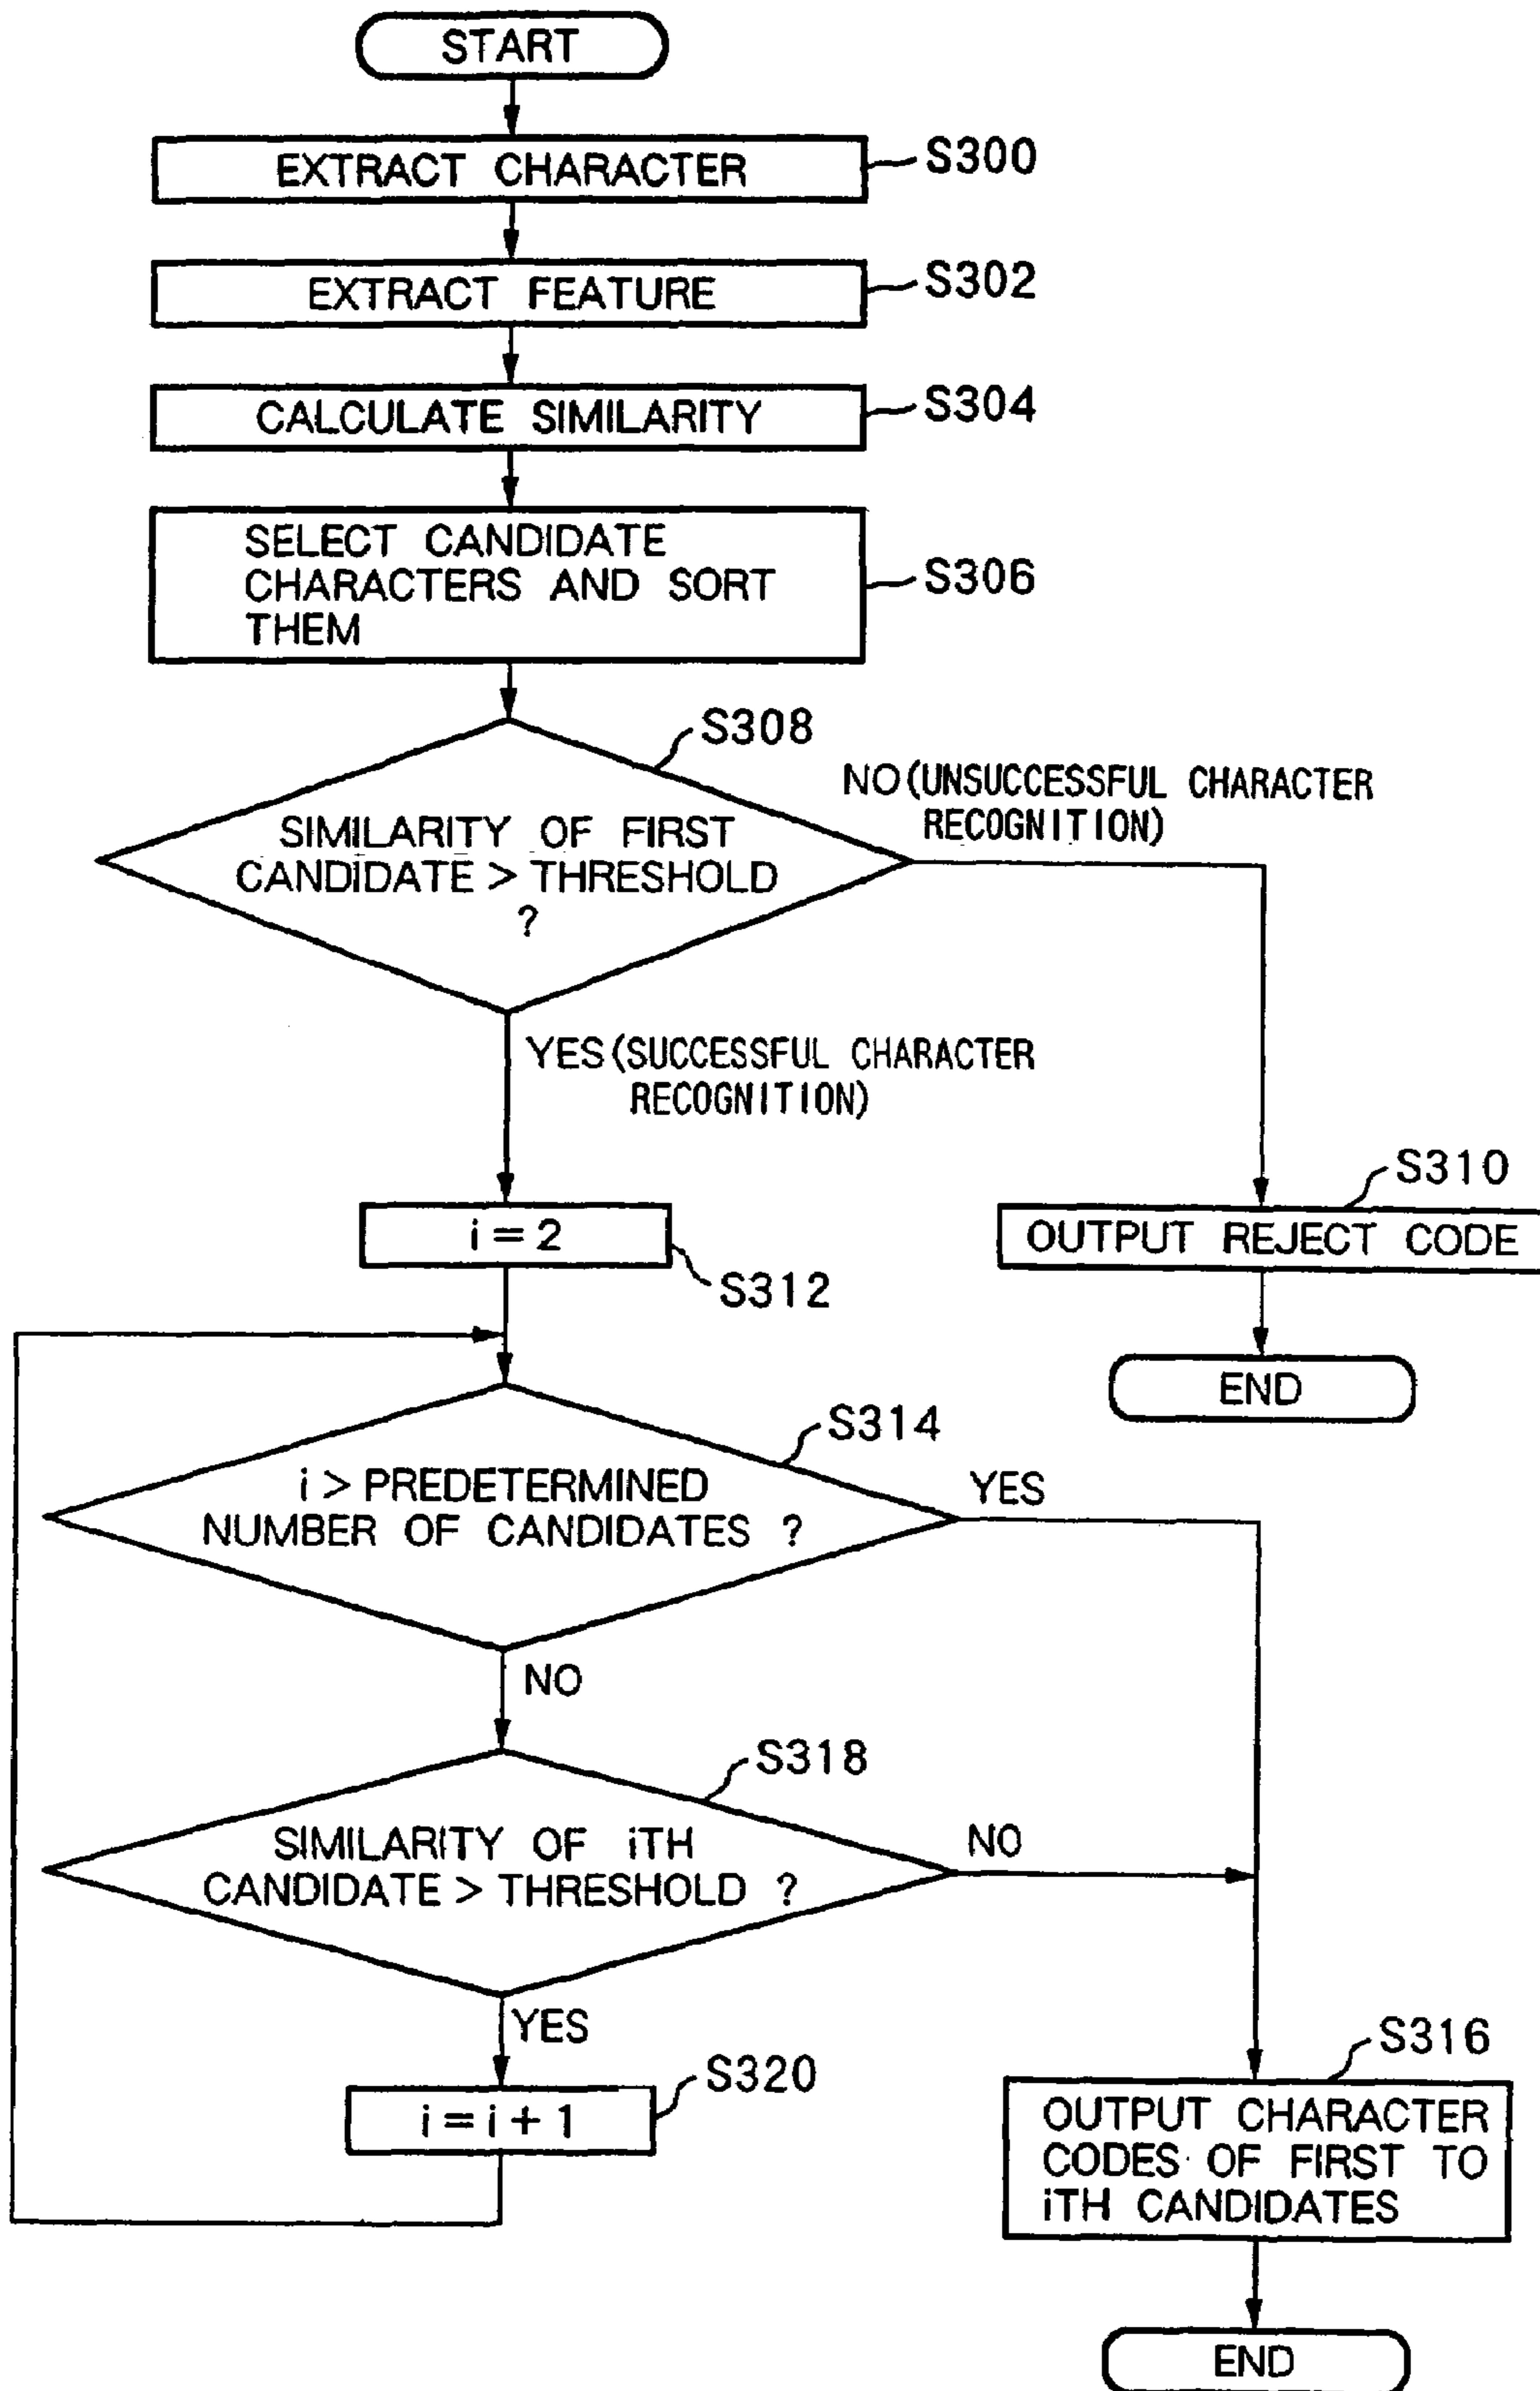 START
EXTRACT CHARACTER
S300
EXTRACT FEATURE
S302
CALCULATE SIMILARITY
S304
SELECT CANDIDATE
CHARACTERS AND SORT
THEM
S306
S308
SIMILARITY OF FIRST
CANDIDATE > THRESHOLD
?
NO (UNSUCCESSFUL CHARACTER
RECOGNITION)
YES (SUCCESSFUL CHARACTER
RECOGNITION)
S310
OUTPUT REJECT CODE
END
i = 2
S312
S314
i > PREDETERMINED
NUMBER OF CANDIDATES ?
YES
NO
S318
SIMILARITY OF iTH
CANDIDATE > THRESHOLD ?
NO
YES
S320
i = i + 1
S316
OUTPUT CHARACTER
CODES OF FIRST TO
iTH CANDIDATES
END